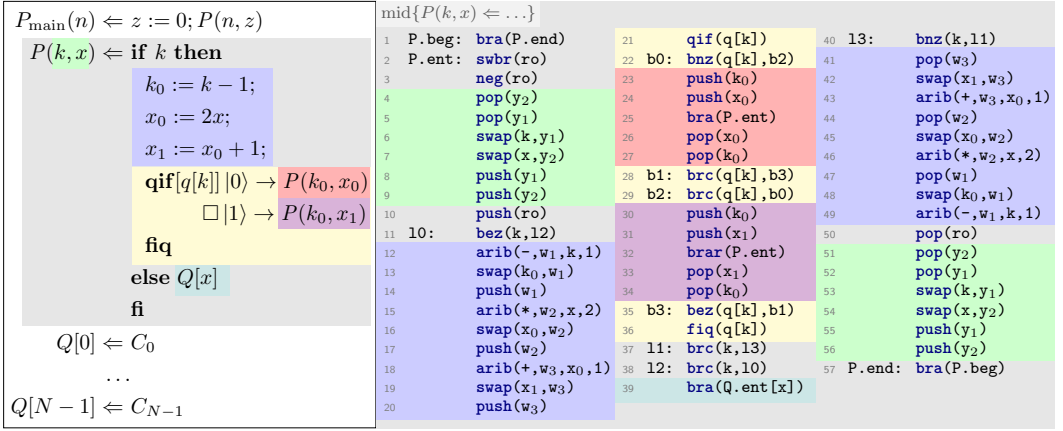 P_main(n) ⇐ z := 0; P(n, z)
P(k, x) ⇐ if k then
k₀ := k − 1;
x₀ := 2x;
x₁ := x₀ + 1;
qif[q[k]] |0⟩ → P(k₀, x₀)
□ |1⟩ → P(k₀, x₁)
fiq
else Q[x]
fi
Q[0] ⇐ C₀
...
Q[N − 1] ⇐ C_{N−1}
mid{P(k, x) ⇐ ...}
1 P.beg: bra(P.end)
2 P.ent: swbr(ro)
3 neg(ro)
4 pop(y₂)
5 pop(y₁)
6 swap(k,y₁)
7 swap(x,y₂)
8 push(y₁)
9 push(y₂)
10 push(ro)
11 l0: bez(k,l2)
12 arib(-,w₁,k,1)
13 swap(k₀,w₁)
14 push(w₁)
15 arib(*,w₂,x,2)
16 swap(x₀,w₂)
17 push(w₂)
18 arib(+,w₃,x₀,1)
19 swap(x₁,w₃)
20 push(w₃)
21 qif(q[k])
22 b0: bnz(q[k],b2)
23 push(k₀)
24 push(x₀)
25 bra(P.ent)
26 pop(x₀)
27 pop(k₀)
28 b1: brc(q[k],b3)
29 b2: brc(q[k],b0)
30 push(k₀)
31 push(x₁)
32 brar(P.ent)
33 pop(x₁)
34 pop(k₀)
35 b3: bez(q[k],b1)
36 fiq(q[k])
37 l1: brc(k,l3)
38 l2: brc(k,l0)
39 bra(Q.ent[x])
40 l3: bnz(k,l1)
41 pop(w₃)
42 swap(x₁,w₃)
43 arib(+,w₃,x₀,1)
44 pop(w₂)
45 swap(x₀,w₂)
46 arib(*,w₂,x,2)
47 pop(w₁)
48 swap(k₀,w₁)
49 arib(-,w₁,k,1)
50 pop(ro)
51 pop(y₂)
52 pop(y₁)
53 swap(k,y₁)
54 swap(x,y₂)
55 push(y₁)
56 push(y₂)
57 P.end: bra(P.beg)